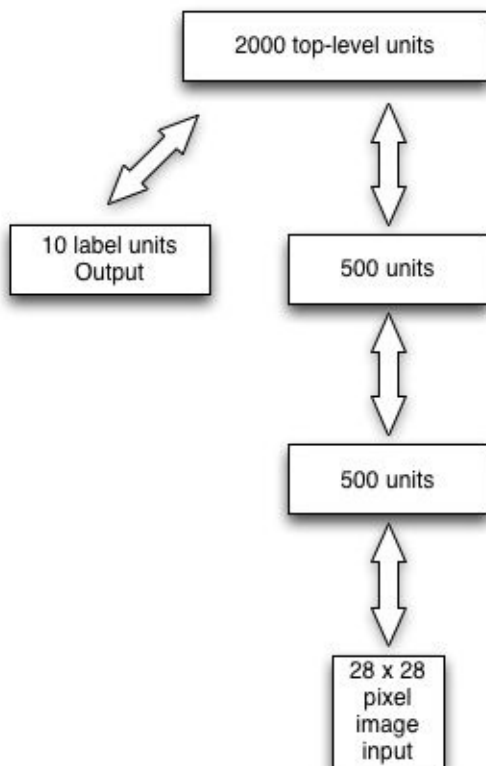 2000 top-level units
10 label units
Output
500 units
500 units
28 x 28
pixel
image
input